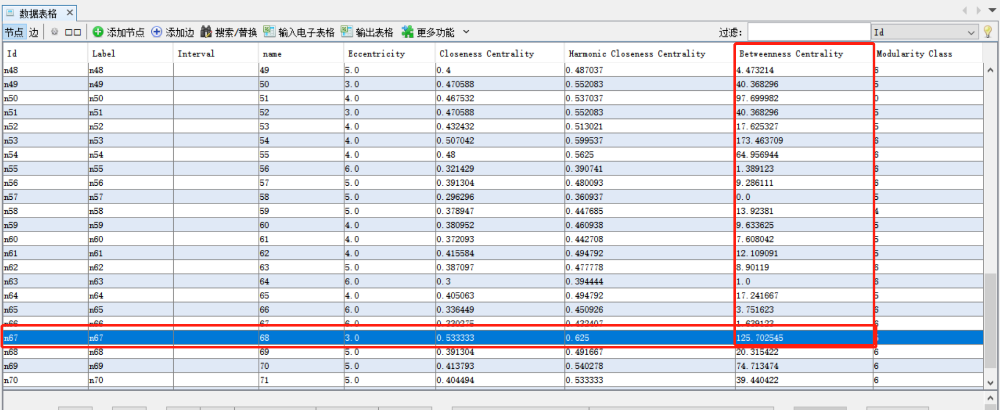 数据表格
节点 边 添加节点 添加边 搜索/替换 输入电子表格 输出表格 更多功能 过滤: Id
Id Label Interval name Eccentricity Closeness Centrality Harmonic Closeness Centrality Betweenness Centrality Modularity Class
n48 n48 49 5.0 0.4 0.487037 4.473214 6
n49 n49 50 3.0 0.470588 0.552083 40.368296 5
n50 n50 51 4.0 0.467532 0.537037 97.699982 0
n51 n51 52 3.0 0.470588 0.552083 40.368296 5
n52 n52 53 4.0 0.432432 0.513021 17.625327 5
n53 n53 54 4.0 0.507042 0.599537 173.463709 6
n54 n54 55 4.0 0.48 0.5625 64.956944 6
n55 n55 56 6.0 0.321429 0.390741 1.389123 6
n56 n56 57 5.0 0.391304 0.480093 9.286111 6
n57 n57 58 5.0 0.296296 0.360937 0.0 5
n58 n58 59 5.0 0.378947 0.447685 13.92381 4
n59 n59 60 4.0 0.380952 0.460938 9.633625 5
n60 n60 61 4.0 0.372093 0.442708 7.608042 5
n61 n61 62 4.0 0.415584 0.494792 12.109091 5
n62 n62 63 5.0 0.387097 0.477778 8.90119 6
n63 n63 64 6.0 0.3 0.394444 1.0 6
n64 n64 65 4.0 0.405063 0.494792 17.241667 5
n65 n65 66 6.0 0.336449 0.450926 3.751623 6
n66 n66 67 6.0 0.330275 0.432407 1.639123 6
n67 n67 68 3.0 0.533333 0.625 125.702545
n68 n68 69 5.0 0.391304 0.491667 20.315422 6
n69 n69 70 5.0 0.413793 0.540278 74.713474 6
n70 n70 71 5.0 0.404494 0.533333 39.440422 6